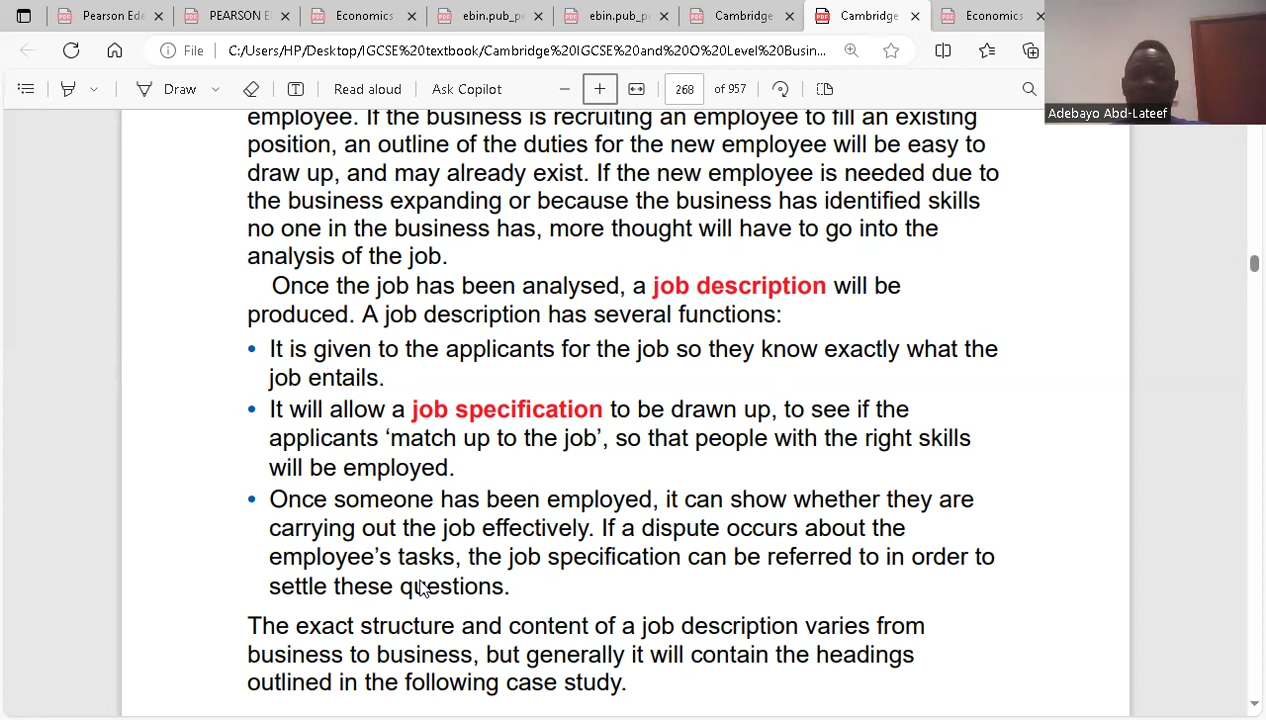 Pearson Ede
PEARSON E
Economics
ebin.pub_p
ebin.pub_p
Cambridge
Cambridge
Economics
File
C:/Users/HP/Desktop/IGCSE%20textbook/Cambridge%20IGCSE%20and%20O%20Level%20Busin...
Draw
Read aloud
Ask Copilot
268
of 957
Adebayo Abd-Lateef
employee. If the business is recruiting an employee to fill an existing
position, an outline of the duties for the new employee will be easy to
draw up, and may already exist. If the new employee is needed due to
the business expanding or because the business has identified skills
no one in the business has, more thought will have to go into the
analysis of the job.
Once the job has been analysed, a job description will be
produced. A job description has several functions:
• It is given to the applicants for the job so they know exactly what the
job entails.
• It will allow a job specification to be drawn up, to see if the
applicants ‘match up to the job’, so that people with the right skills
will be employed.
• Once someone has been employed, it can show whether they are
carrying out the job effectively. If a dispute occurs about the
employee’s tasks, the job specification can be referred to in order to
settle these questions.
The exact structure and content of a job description varies from
business to business, but generally it will contain the headings
outlined in the following case study.